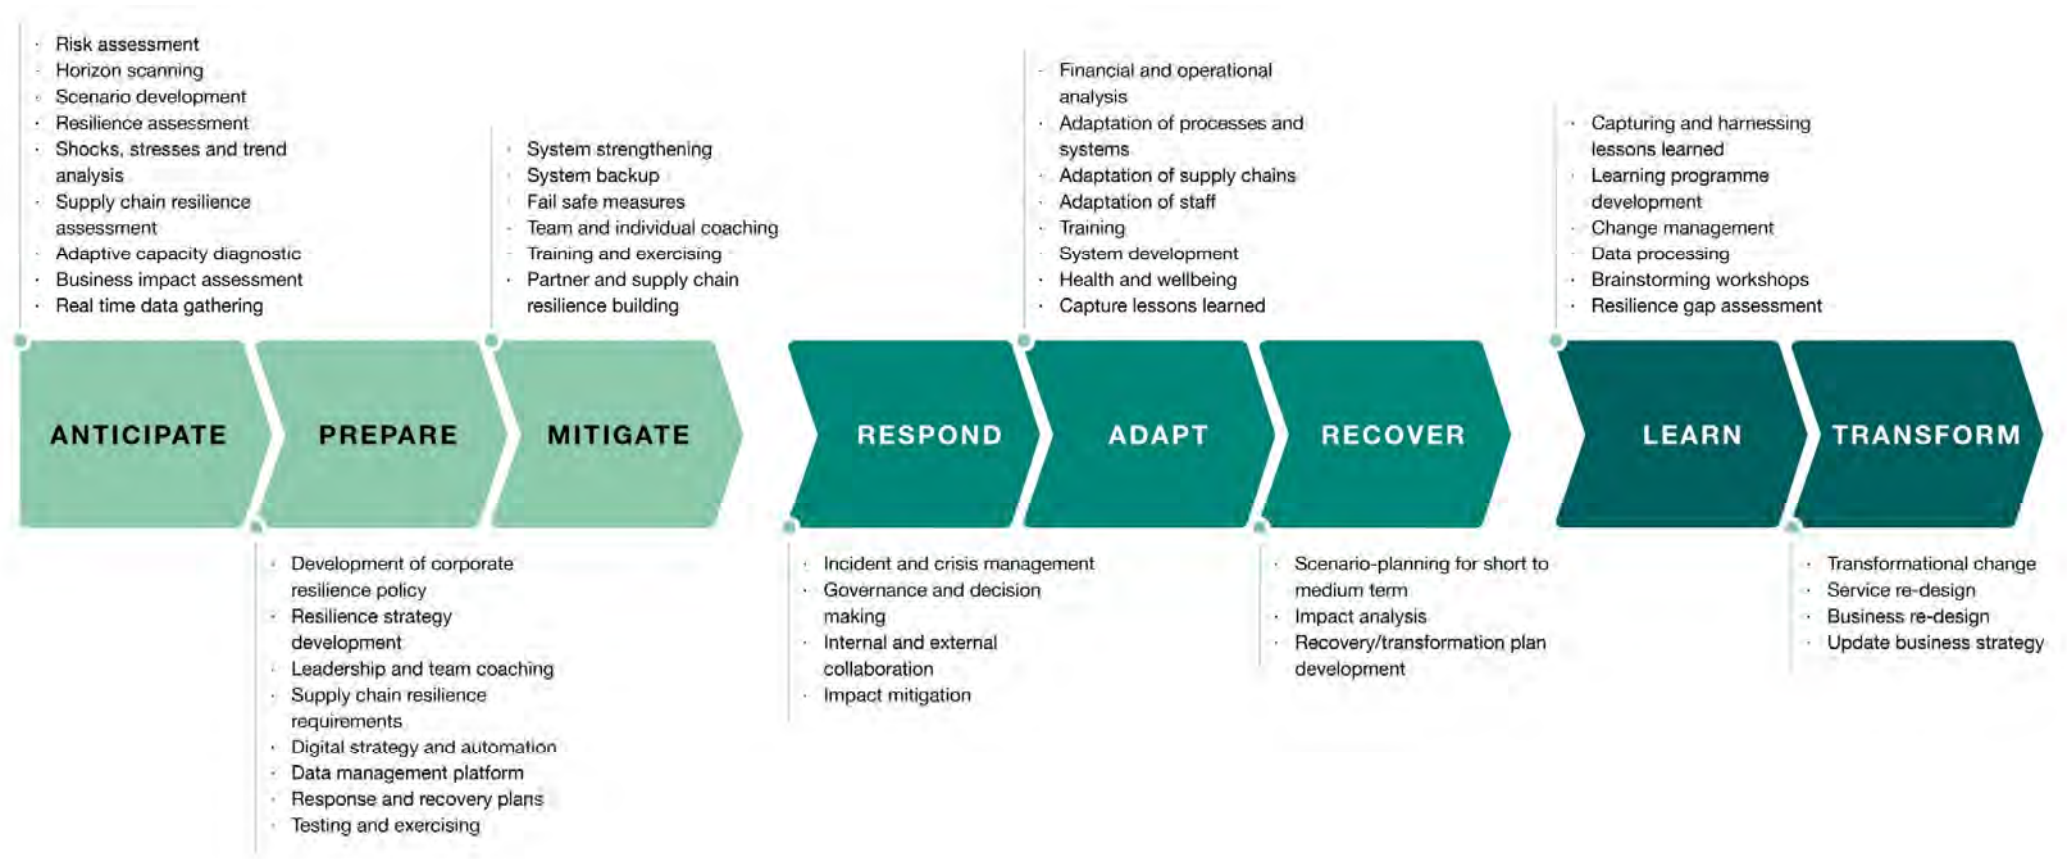 · Risk assessment
· Horizon scanning
· Scenario development
· Resilience assessment
· Shocks, stresses and trend
analysis
· Supply chain resilience
assessment
· Adaptive capacity diagnostic
· Business impact assessment
· Real time data gathering
· System strengthening
· System backup
· Fail safe measures
· Team and individual coaching
· Training and exercising
· Partner and supply chain
resilience building
· Financial and operational
analysis
· Adaptation of processes and
systems
· Adaptation of supply chains
· Adaptation of staff
· Training
· System development
· Health and wellbeing
· Capture lessons learned
· Capturing and harnessing
lessons learned
· Learning programme
development
· Change management
· Data processing
· Brainstorming workshops
· Resilience gap assessment
ANTICIPATE
PREPARE
MITIGATE
RESPOND
ADAPT
RECOVER
LEARN
TRANSFORM
· Development of corporate
resilience policy
· Resilience strategy
development
· Leadership and team coaching
· Supply chain resilience
requirements
· Digital strategy and automation
· Data management platform
· Response and recovery plans
· Testing and exercising
· Incident and crisis management
· Governance and decision
making
· Internal and external
collaboration
· Impact mitigation
· Scenario-planning for short to
medium term
· Impact analysis
· Recovery/transformation plan
development
· Transformational change
· Service re-design
· Business re-design
· Update business strategy